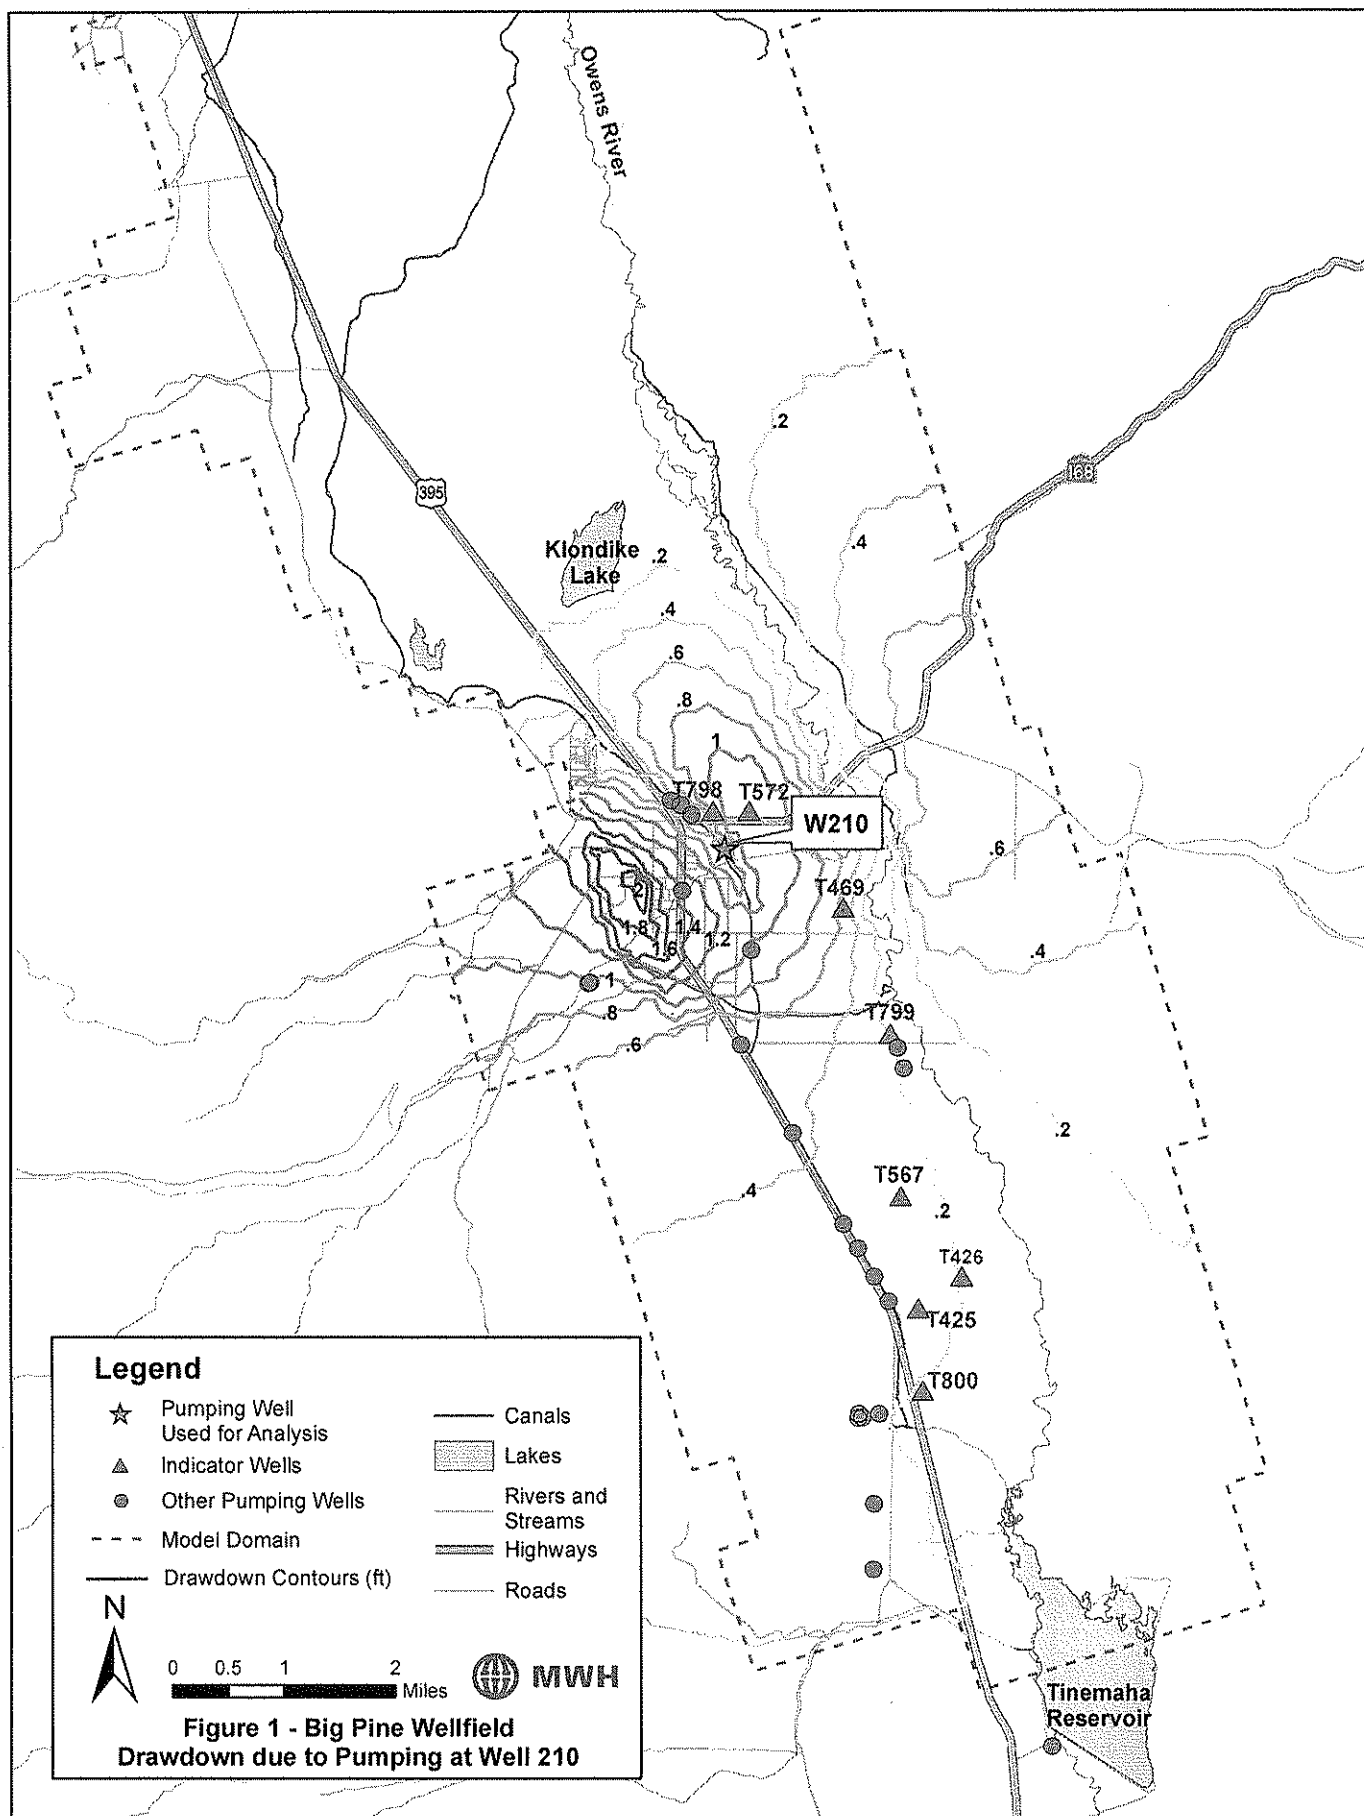 Owens River
.2
395
168
.4
Klondike
Lake
.2
.4
.6
.8
1
T798
T572
W210
.6
T469
2
1.8
1.4
1.2
1.6
.4
1
T799
.8
.6
.2
T567
.4
.2
T426
T425
T800
Legend
Pumping Well
Used for Analysis
Indicator Wells
Other Pumping Wells
Model Domain
Drawdown Contours (ft)
Canals
Lakes
Rivers and
Streams
Highways
Roads
N
0 0.5 1 2
Miles
MWH
Figure 1 - Big Pine Wellfield
Drawdown due to Pumping at Well 210
Tinemaha
Reservoir